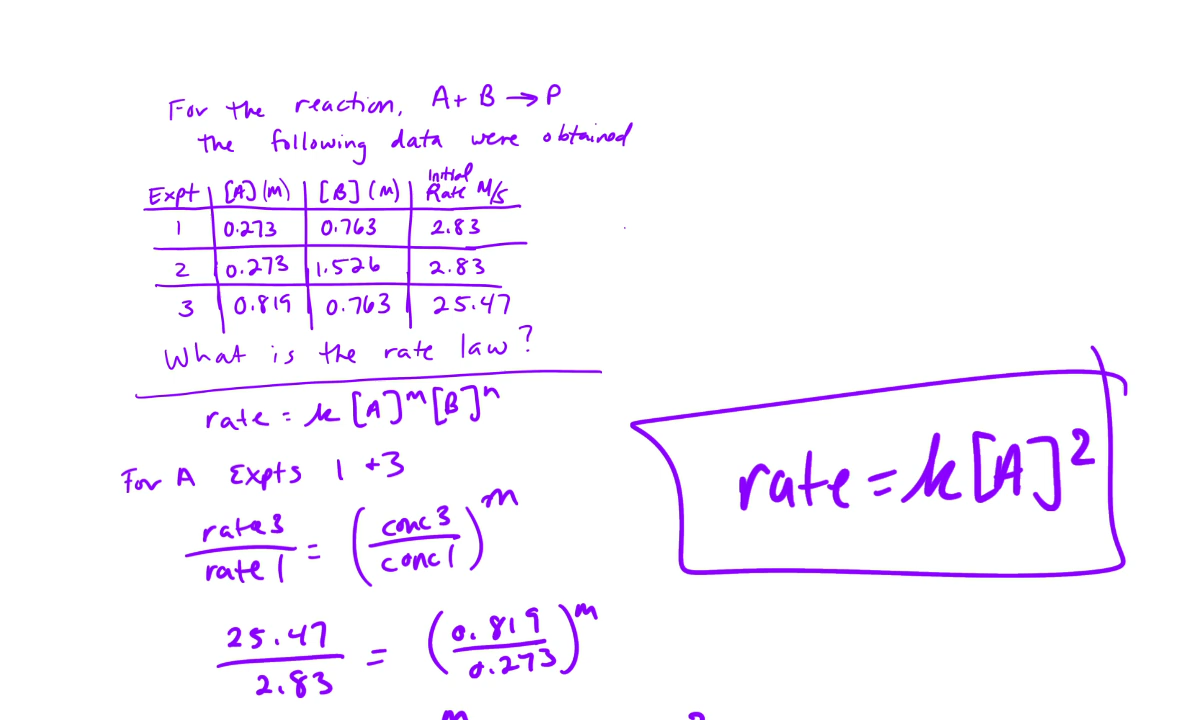 For the reaction, A + B → P
the following data were obtained
Expt [A] (M) [B] (M) Initial Rate M/s
1 0.273 0.763 2.83
2 0.273 1.526 2.83
3 0.819 0.763 25.47
What is the rate law?
rate = k [A]^m [B]^n
For A Expts 1 + 3
rate 3 / rate 1 = (conc 3 / conc 1)^m
25.47 / 2.83 = (0.819 / 0.273)^m
rate = k[A]^2